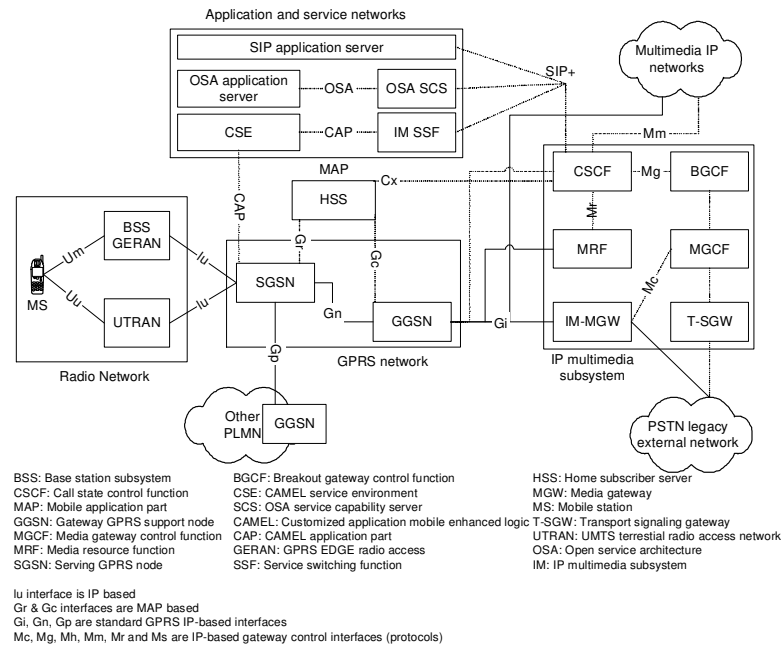 Application and service networks
SIP application server
OSA application
server
OSA
OSA SCS
CSE
CAP
IM SSF
SIP+
Multimedia IP
networks
Mm
MAP
HSS
Cx
CAP
Gr
Gc
CSCF
Mg
BGCF
Mr
MRF
MGCF
Mc
IM-MGW
T-SGW
IP multimedia
subsystem
BSS
GERAN
Um
Uu
MS
UTRAN
Iu
Iu
Radio Network
SGSN
Gn
GGSN
Gi
Gp
GPRS network
Other
PLMN
GGSN
PSTN legacy
external network
BSS: Base station subsystem
CSCF: Call state control function
MAP: Mobile application part
GGSN: Gateway GPRS support node
MGCF: Media gateway control function
MRF: Media resource function
SGSN: Serving GPRS node
BGCF: Breakout gateway control function
CSE: CAMEL service environment
SCS: OSA service capability server
CAMEL: Customized application mobile enhanced logic
CAP: CAMEL application part
GERAN: GPRS EDGE radio access
SSF: Service switching function
HSS: Home subscriber server
MGW: Media gateway
MS: Mobile station
T-SGW: Transport signaling gateway
UTRAN: UMTS terrestial radio access network
OSA: Open service architecture
IM: IP multimedia subsystem
Iu interface is IP based
Gr & Gc interfaces are MAP based
Gi, Gn, Gp are standard GPRS IP-based interfaces
Mc, Mg, Mh, Mm, Mr and Ms are IP-based gateway control interfaces (protocols)